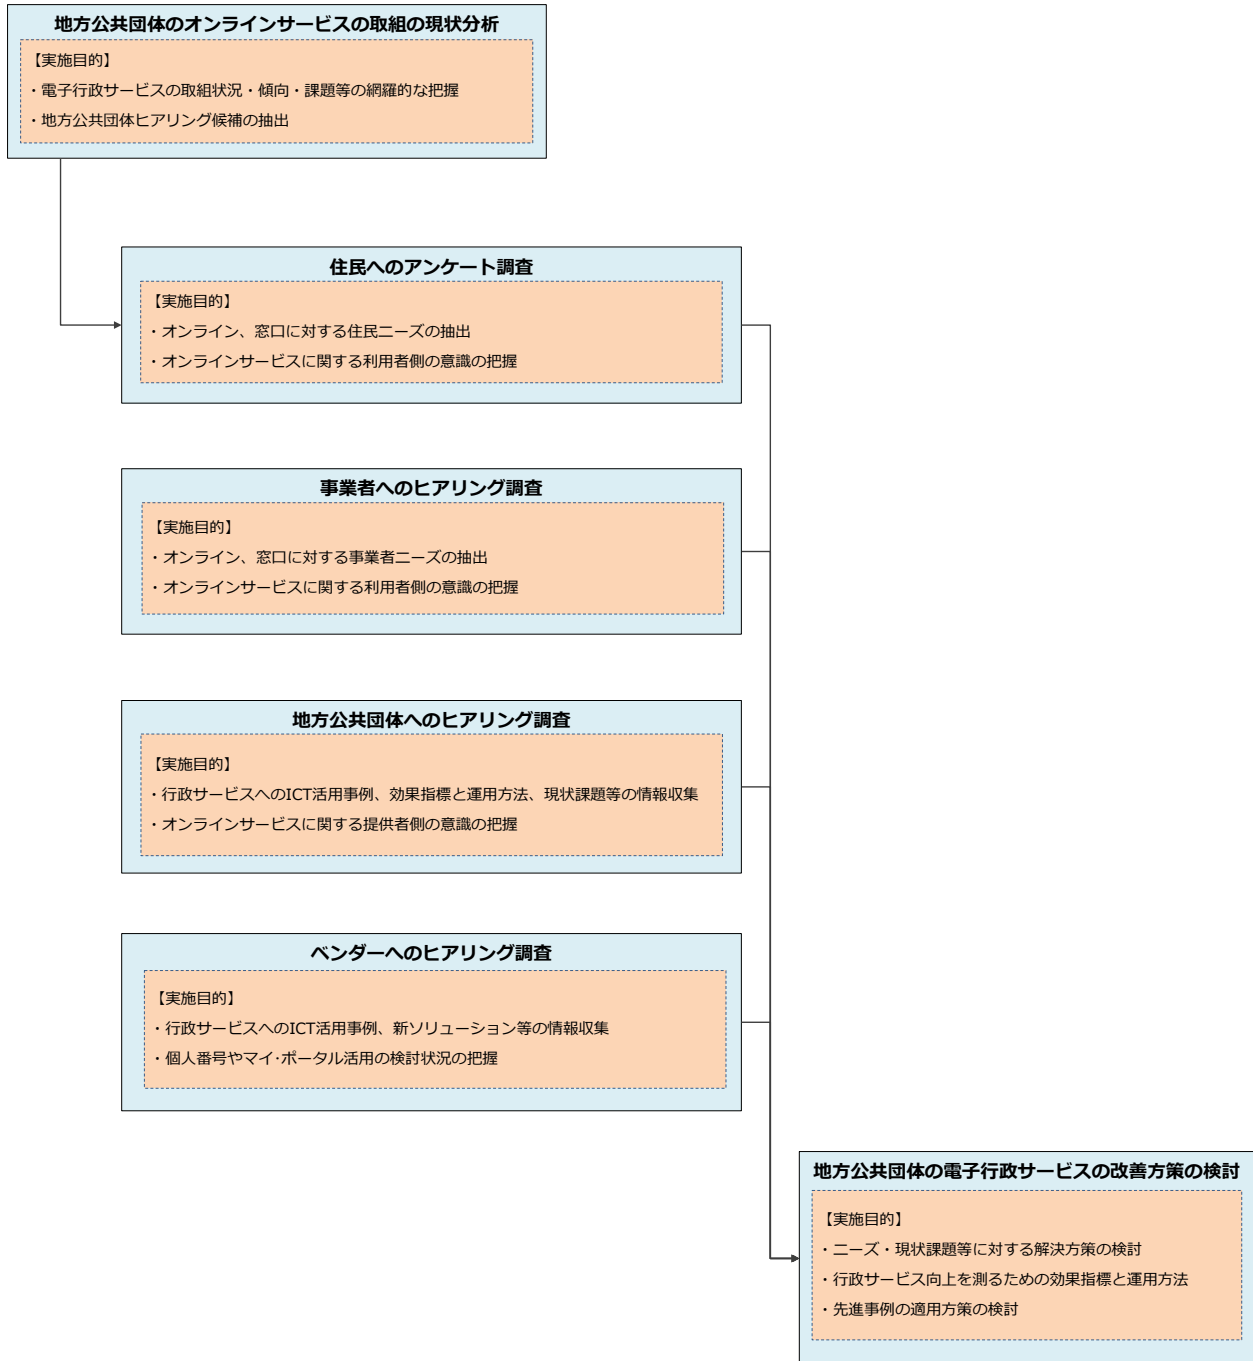 地方公共団体のオンラインサービスの取組の現状分析
【実施目的】
・電子行政サービスの取組状況・傾向・課題等の網羅的な把握
・地方公共団体ヒアリング候補の抽出
住民へのアンケート調査
【実施目的】
・オンライン、窓口に対する住民ニーズの抽出
・オンラインサービスに関する利用者側の意識の把握
事業者へのヒアリング調査
【実施目的】
・オンライン、窓口に対する事業者ニーズの抽出
・オンラインサービスに関する利用者側の意識の把握
地方公共団体へのヒアリング調査
【実施目的】
・行政サービスへのICT活用事例、効果指標と運用方法、現状課題等の情報収集
・オンラインサービスに関する提供者側の意識の把握
ベンダーへのヒアリング調査
【実施目的】
・行政サービスへのICT活用事例、新ソリューション等の情報収集
・個人番号やマイ・ポータル活用の検討状況の把握
地方公共団体の電子行政サービスの改善方策の検討
【実施目的】
・ニーズ・現状課題等に対する解決方策の検討
・行政サービス向上を測るための効果指標と運用方法
・先進事例の適用方策の検討